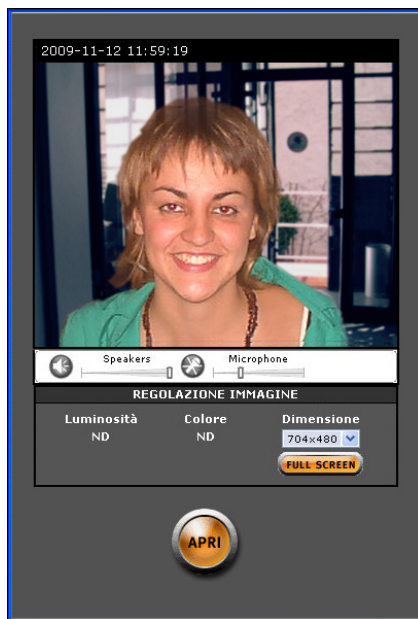 2009-11-12 11:59:19
Speakers Microphone
REGOLAZIONE IMMAGINE
Luminosità Colore Dimensione
ND ND 704x480
FULL SCREEN
APRI